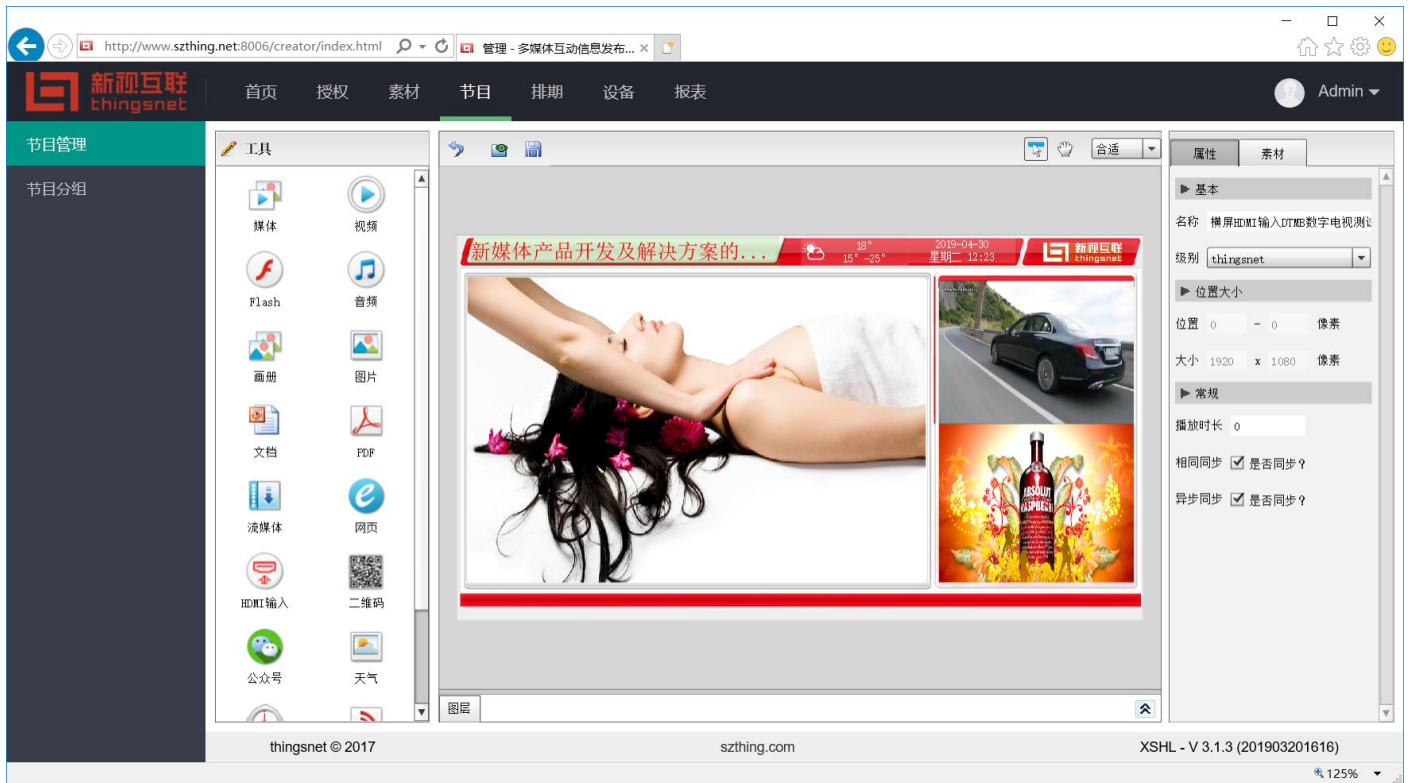 http://www.szthing.net:8006/creator/index.html
管理 - 多媒体互动信息发布...
新视互联
thingsnet
首页 授权 素材 节目 排期 设备 报表
Admin
节目管理
节目分组
工具
媒体 视频
Flash 音频
画册 图片
文档 PDF
流媒体 网页
HDMI输入 二维码
公众号 天气
合适
新媒体产品开发及解决方案的...
18°
15° -25°
2019-04-30
星期二 12:23
新视互联
thingsnet
ABSOLUT
RASPBERRI
图层
属性 素材
基本
名称 横屏HDMI输入DTMB数字电视测试
级别 thingsnet
位置大小
位置 0 - 0 像素
大小 1920 x 1080 像素
常规
播放时长 0
相同同步 是否同步?
异步同步 是否同步?
thingsnet © 2017
szthing.com
XSHL - V 3.1.3 (201903201616)
125%